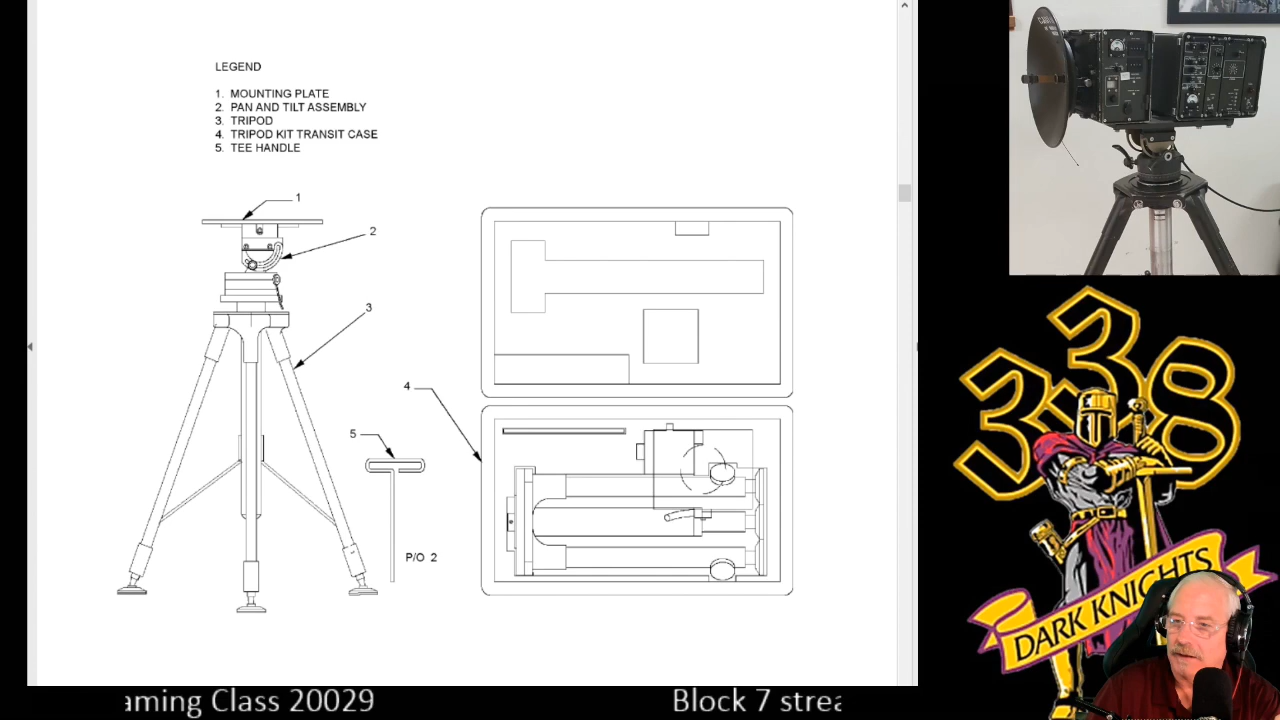 LEGEND
1. MOUNTING PLATE
2. PAN AND TILT ASSEMBLY
3. TRIPOD
4. TRIPOD KIT TRANSIT CASE
5. TEE HANDLE
1
2
3
4
5
P/O 2
338
DARK KNIGHTS
aming Class 20029
Block 7 strea